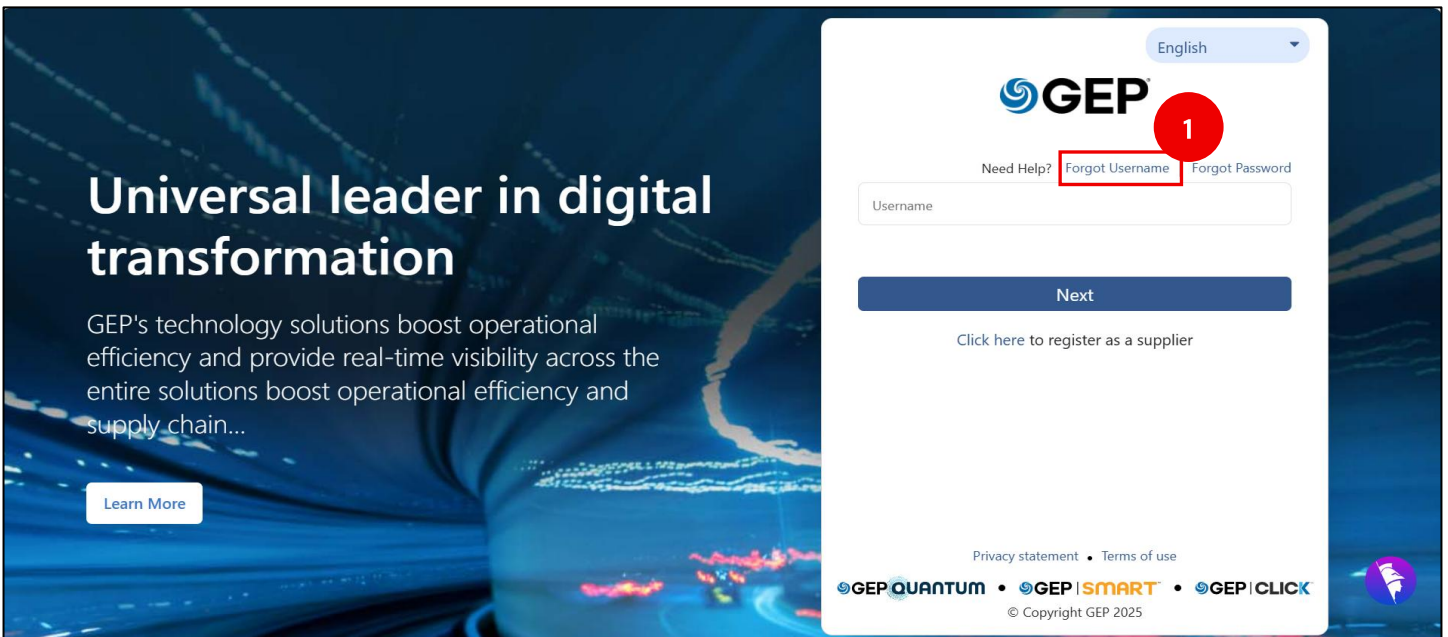 English
GEP
1
Need Help? Forgot Username Forgot Password
Username
Universal leader in digital
transformation
Next
GEP's technology solutions boost operational
efficiency and provide real-time visibility across the
entire solutions boost operational efficiency and
supply chain...
Click here to register as a supplier
Learn More
Privacy statement • Terms of use
GEP QUANTUM • GEP | SMART™ • GEP | CLICK
© Copyright GEP 2025